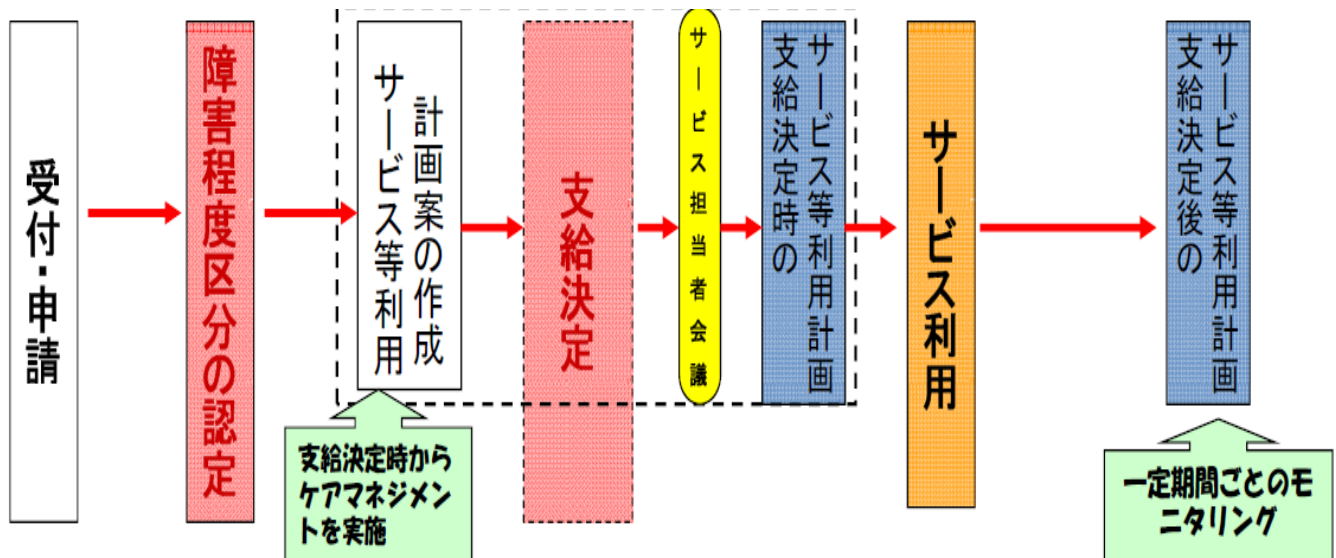 受付・申請
障害程度区分の認定
サービス等利用
計画案の作成
支給決定時から
ケアマネジメン
トを実施
支給決定
サービス担当者会議
支給決定時の
サービス等利用計画
サービス利用
支給決定後の
サービス等利用計画
一定期間ごとのモ
ニタリング